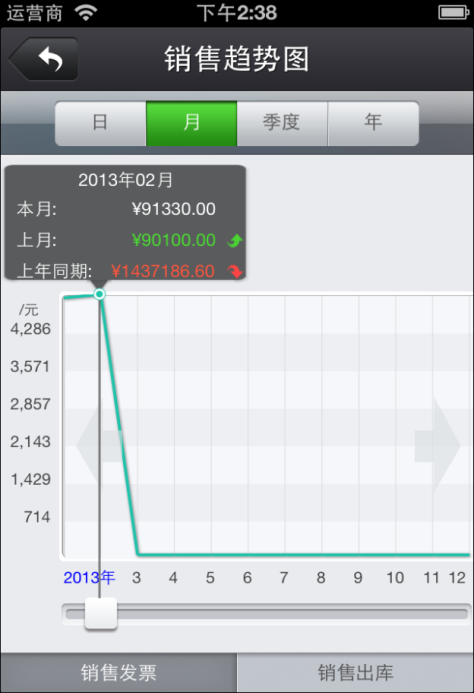 运营商 下午2:38
销售趋势图
日 月 季度 年
2013年02月
本月: ¥91330.00
上月: ¥90100.00
上年同期: ¥1437186.60
/元
4,286
3,571
2,857
2,143
1,429
714
2013年 3 4 5 6 7 8 9 10 11 12
销售发票 销售出库